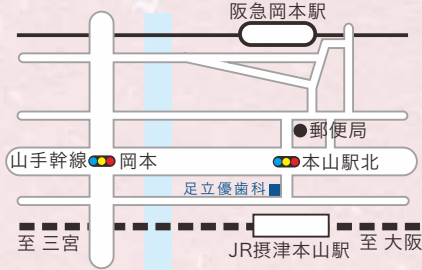 阪急岡本駅
郵便局
山手幹線
岡本
本山駅北
足立優歯科
至 三宮
JR摂津本山駅
至 大阪